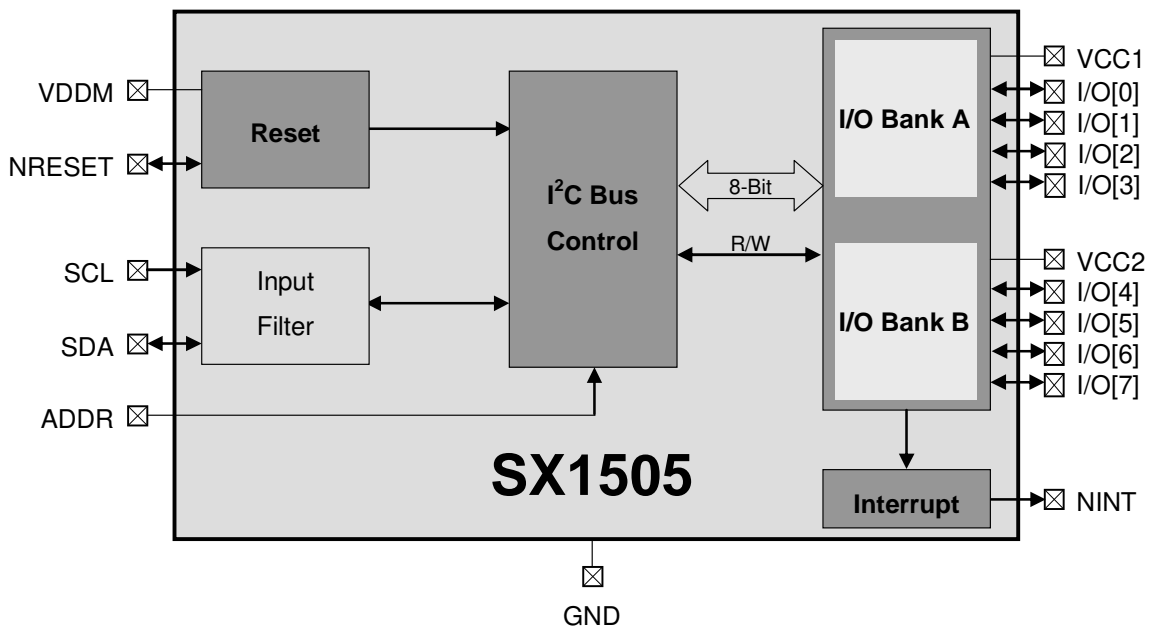 VDDM
NRESET
SCL
SDA
ADDR
Reset
Input
Filter
I²C Bus
Control
8-Bit
R/W
I/O Bank A
I/O Bank B
Interrupt
VCC1
I/O[0]
I/O[1]
I/O[2]
I/O[3]
VCC2
I/O[4]
I/O[5]
I/O[6]
I/O[7]
NINT
SX1505
GND